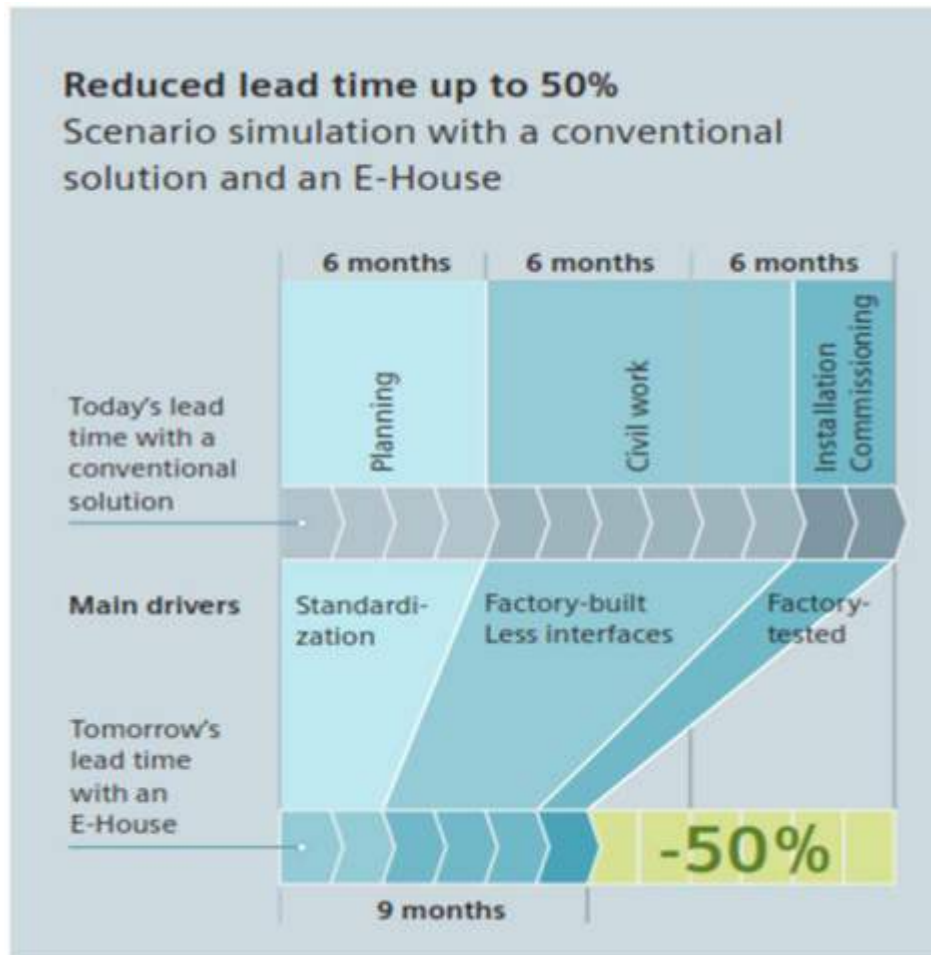 Reduced lead time up to 50%
Scenario simulation with a conventional
solution and an E-House
6 months
6 months
6 months
Planning
Civil work
Installation
Commissioning
Today's lead
time with a
conventional
solution
Main drivers
Standardi-
zation
Factory-built
Less interfaces
Factory-
tested
Tomorrow's
lead time
with an
E-House
-50%
9 months